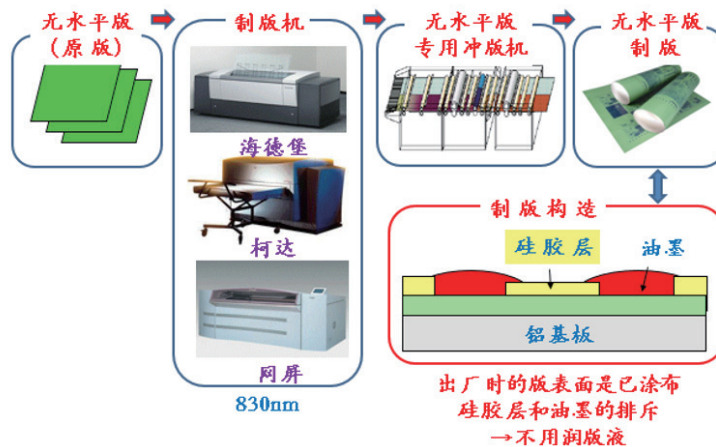 无水平版
(原版)
制版机
海德堡
柯达
网屏
830nm
无水平版
专用冲版机
无水平版
制版
制版构造
硅胶层
油墨
铝基板
出厂时的版表面是已涂布
硅胶层和油墨的排斥
→不用润版液